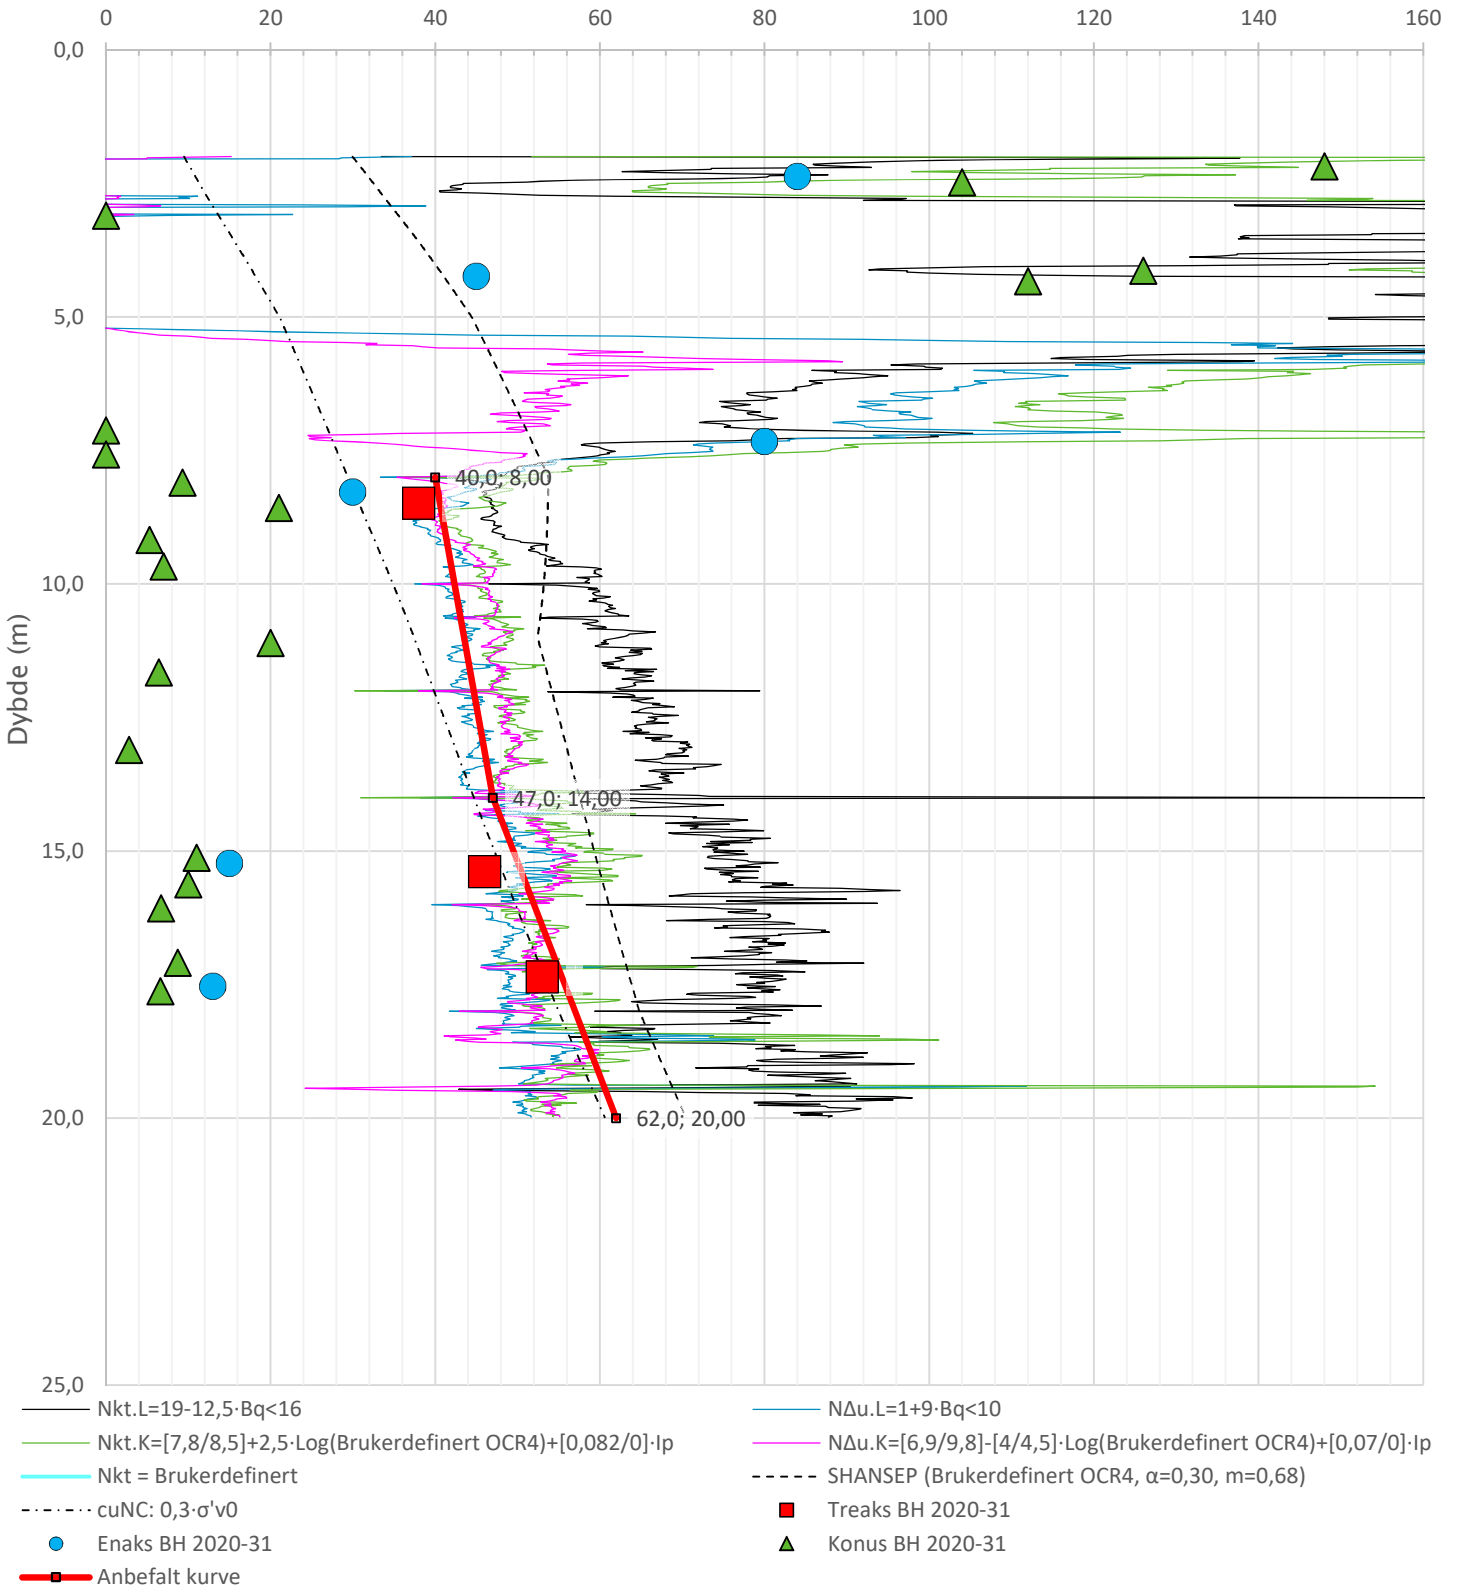 0 20 40 60 80 100 120 140 160
0,0
5,0
10,0
15,0
20,0
25,0
Dybde (m)
40,0; 8,00
47,0; 14,00
62,0; 20,00
Nkt.L=19-12,5·Bq<16
NΔu.L=1+9·Bq<10
Nkt.K=[7,8/8,5]+2,5·Log(Brukerdefinert OCR4)+[0,082/0]·Ip
NΔu.K=[6,9/9,8]-[4/4,5]·Log(Brukerdefinert OCR4)+[0,07/0]·Ip
Nkt = Brukerdefinert
SHANSEP (Brukerdefinert OCR4, α=0,30, m=0,68)
cuNC: 0,3·σ'v0
Treaks BH 2020-31
Enaks BH 2020-31
Konus BH 2020-31
Anbefalt kurve